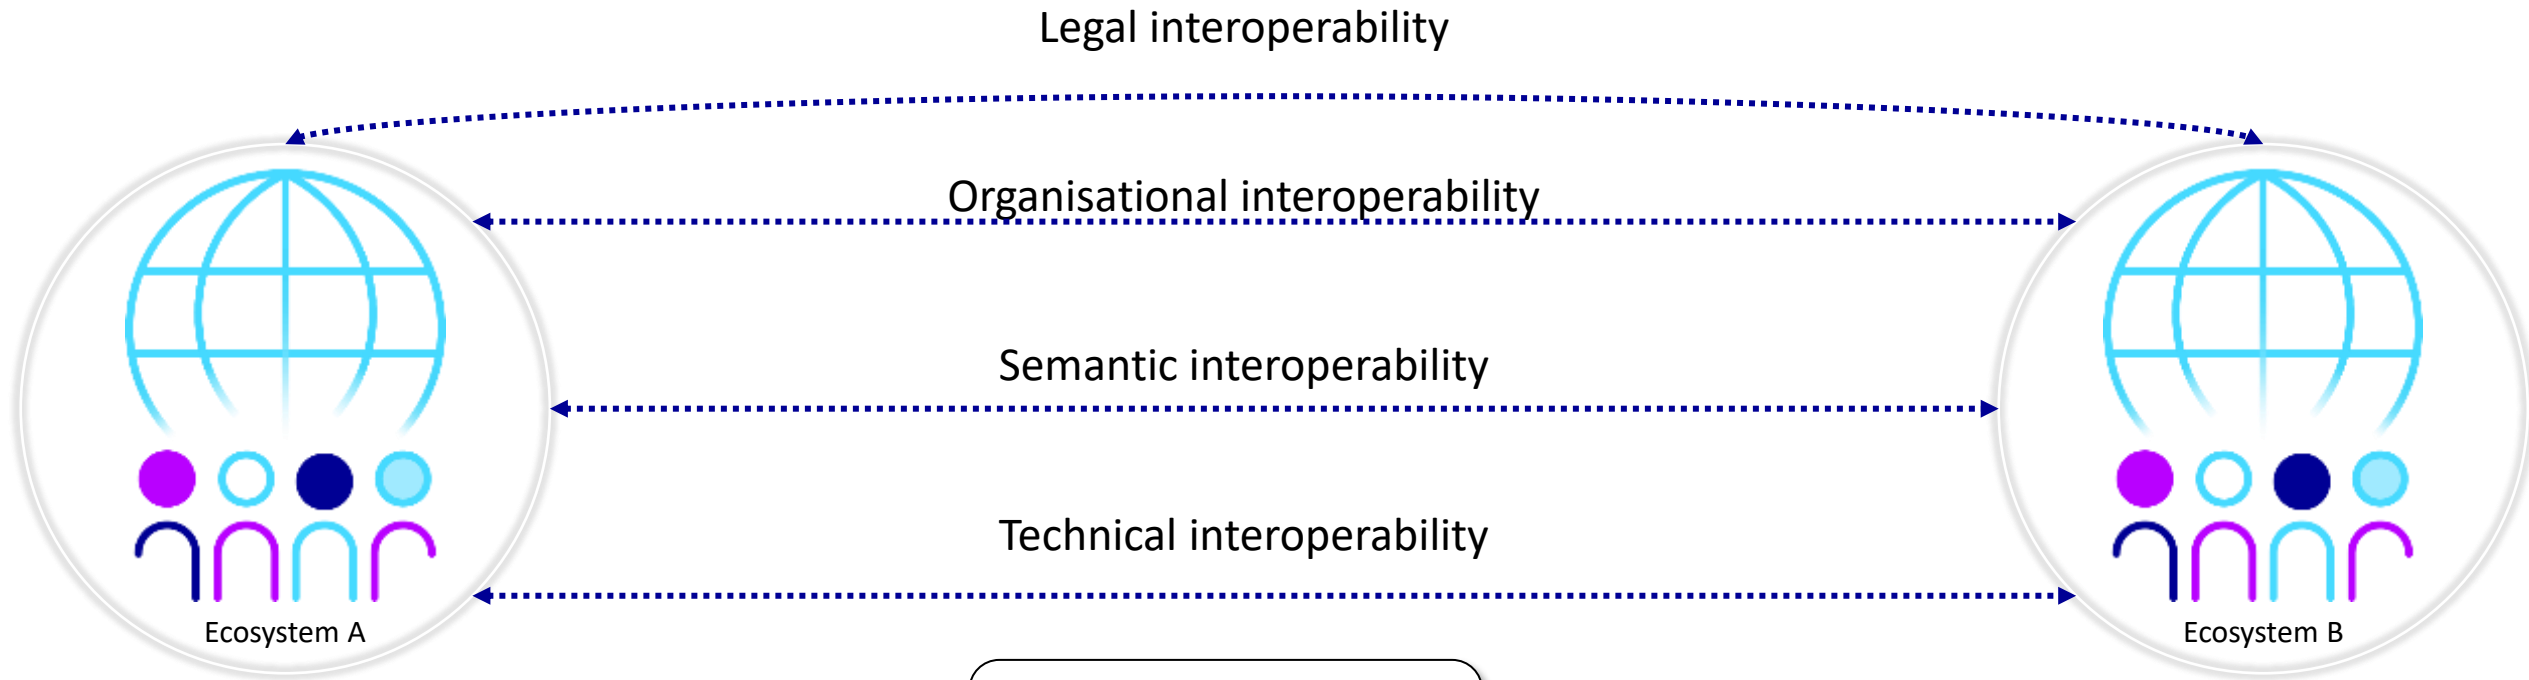 Legal interoperability
Organisational interoperability
Semantic interoperability
Technical interoperability
Ecosystem A
Ecosystem B